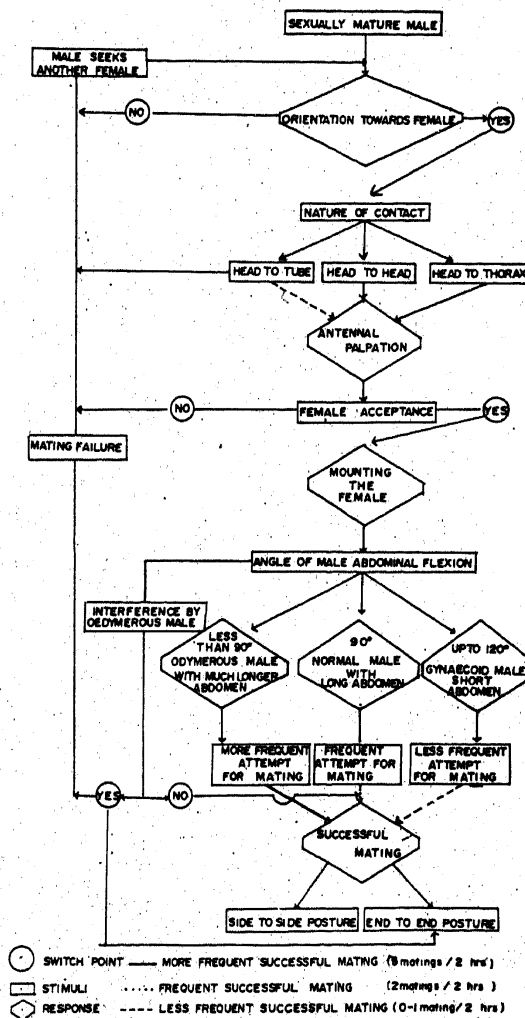 SEXUALLY MATURE MALE
MALE SEEKS
ANOTHER FEMALE
NO
ORIENTATION TOWARDS FEMALE
YES
NATURE OF CONTACT
HEAD TO TUBE
HEAD TO HEAD
HEAD TO THORAX
ANTENNAL
PALPATION
NO
FEMALE ACCEPTANCE
YES
MATING FAILURE
MOUNTING
THE
FEMALE
ANGLE OF MALE ABDOMINAL FLEXION
INTERFERENCE BY
OEDYMEROUS MALE
LESS
THAN 90°
ODYMEROUS MALE
WITH MUCH LONGER
ABDOMEN
90°
NORMAL MALE
WITH
LONG ABDOMEN
UPTO 120°
GYNAECOID MALE
SHORT
ABDOMEN
MORE FREQUENT
ATTEMPT
FOR MATING
FREQUENT
ATTEMPT FOR
MATING
LESS FREQUENT
ATTEMPT
FOR MATING
YES
NO
SUCCESSFUL
MATING
SIDE TO SIDE POSTURE
END TO END POSTURE
SWITCH POINT MORE FREQUENT SUCCESSFUL MATING (5 matings / 2 hrs)
STIMULI FREQUENT SUCCESSFUL MATING (2 matings / 2 hrs)
RESPONSE LESS FREQUENT SUCCESSFUL MATING (0-1 mating / 2 hrs)